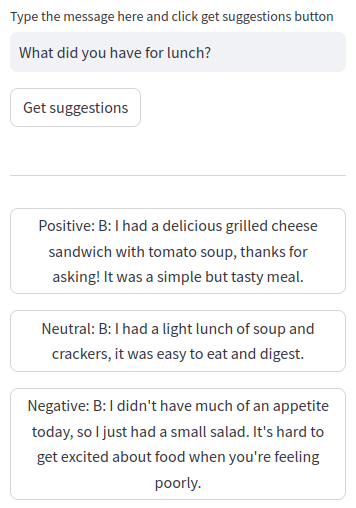 Type the message here and click get suggestions button
What did you have for lunch?
Get suggestions
Positive: B: I had a delicious grilled cheese
sandwich with tomato soup, thanks for
asking! It was a simple but tasty meal.
Neutral: B: I had a light lunch of soup and
crackers, it was easy to eat and digest.
Negative: B: I didn't have much of an appetite
today, so I just had a small salad. It's hard to
get excited about food when you're feeling
poorly.